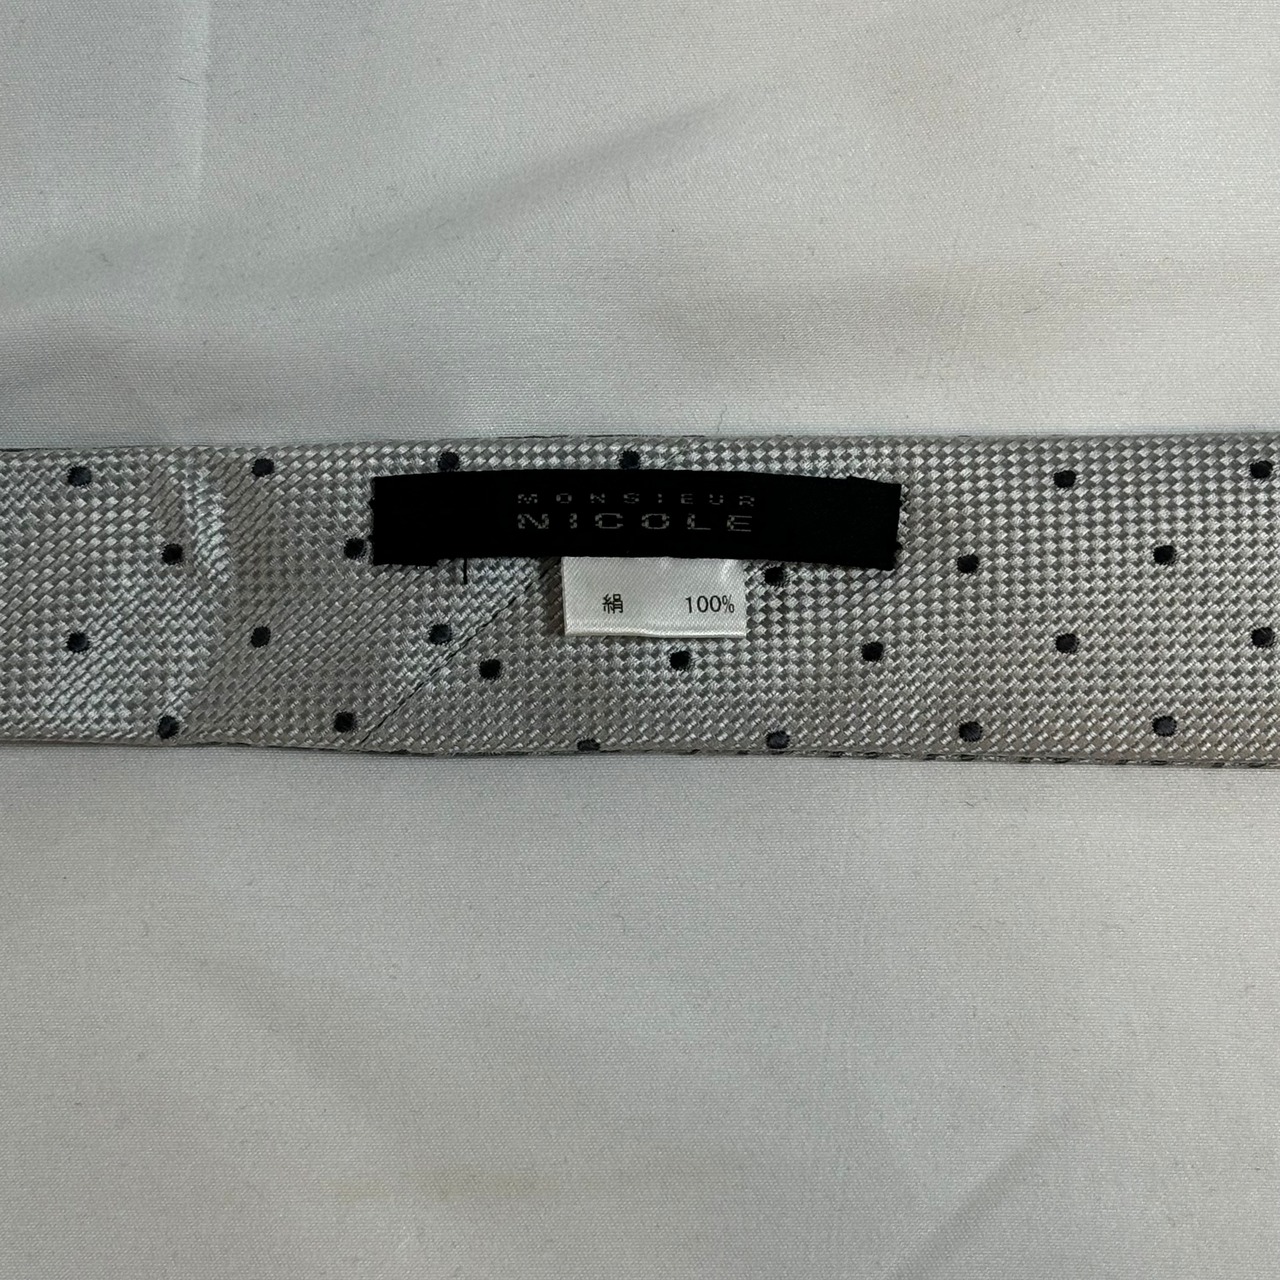 MONSIEUR
NICOLE
絹 100%